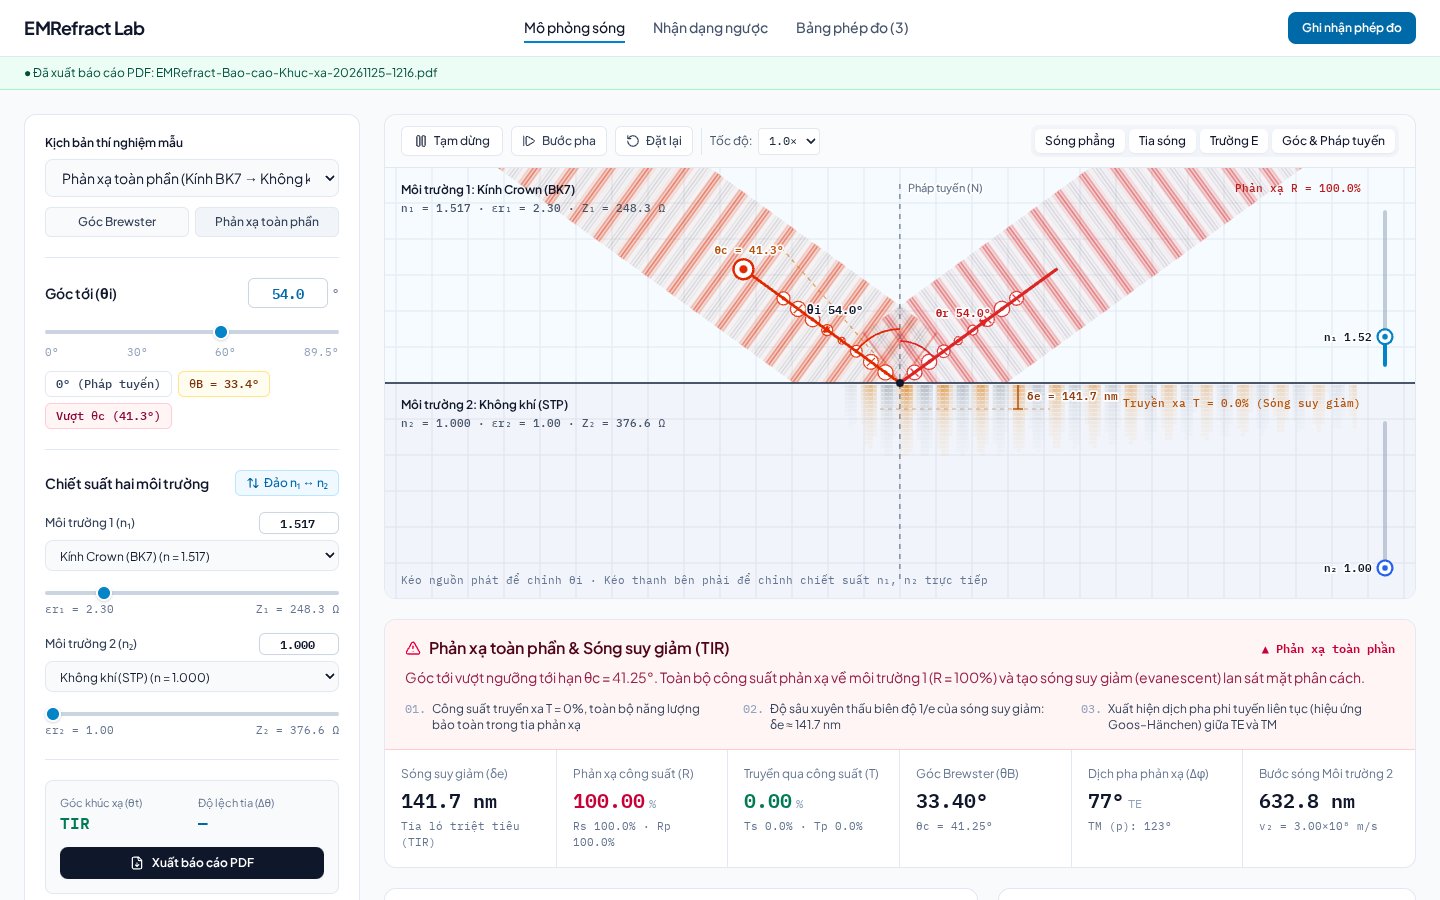 EMRefract Lab
Mô phỏng sóng
Nhận dạng ngược
Bảng phép đo (3)
Ghi nhận phép đo
● Đã xuất báo cáo PDF: EMRefract-Bao-cao-Khuc-xa-20261125-1216.pdf
Kịch bản thí nghiệm mẫu
Phản xạ toàn phần (Kính BK7 → Không k
Góc Brewster
Phản xạ toàn phần
Góc tới (θi)
54.0 °
0° 30° 60° 89.5°
0° (Pháp tuyến)
θB = 33.4°
Vượt θc (41.3°)
Chiết suất hai môi trường
Đảo n₁ ↔ n₂
Môi trường 1 (n₁)
1.517
Kính Crown (BK7) (n = 1.517)
εr₁ = 2.30
Z₁ = 248.3 Ω
Môi trường 2 (n₂)
1.000
Không khí (STP) (n = 1.000)
εr₂ = 1.00
Z₂ = 376.6 Ω
Góc khúc xạ (θt)
TIR
Độ lệch tia (Δθ)
—
Xuất báo cáo PDF
Tạm dừng
Bước pha
Đặt lại
Tốc độ:
1.0×
Sóng phẳng
Tia sóng
Trường E
Góc & Pháp tuyến
Môi trường 1: Kính Crown (BK7)
n₁ = 1.517 · εr₁ = 2.30 · Z₁ = 248.3 Ω
Pháp tuyến (N)
Phản xạ R = 100.0%
θc = 41.3°
θi 54.0°
θr 54.0°
n₁ 1.52
Môi trường 2: Không khí (STP)
n₂ = 1.000 · εr₂ = 1.00 · Z₂ = 376.6 Ω
δe = 141.7 nm
Truyền xạ T = 0.0% (Sóng suy giảm)
n₂ 1.00
Kéo nguồn phát để chỉnh θi · Kéo thanh bên phải để chỉnh chiết suất n₁, n₂ trực tiếp
Phản xạ toàn phần & Sóng suy giảm (TIR)
▲ Phản xạ toàn phần
Góc tới vượt ngưỡng tới hạn θc = 41.25°. Toàn bộ công suất phản xạ về môi trường 1 (R = 100%) và tạo sóng suy giảm (evanescent) lan sát mặt phân cách.
01. Công suất truyền xạ T = 0%, toàn bộ năng lượng
bảo toàn trong tia phản xạ
02. Độ sâu xuyên thấu biên độ 1/e của sóng suy giảm:
δe ≈ 141.7 nm
03. Xuất hiện dịch pha phi tuyến liên tục (hiệu ứng
Goos-Hänchen) giữa TE và TM
Sóng suy giảm (δe)
141.7 nm
Tia ló triệt tiêu
(TIR)
Phản xạ công suất (R)
100.00 %
Rs 100.0% · Rp
100.0%
Truyền qua công suất (T)
0.00 %
Ts 0.0% · Tp 0.0%
Góc Brewster (θB)
33.40°
θc = 41.25°
Dịch pha phản xạ (Δφ)
77° TE
TM (p): 123°
Bước sóng Môi trường 2
632.8 nm
v₂ = 3.00×10⁸ m/s